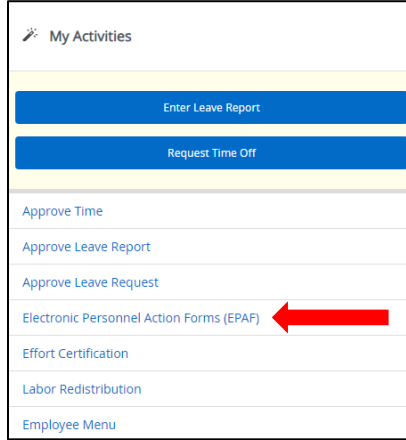 My Activities
Enter Leave Report
Request Time Off
Approve Time
Approve Leave Report
Approve Leave Request
Electronic Personnel Action Forms (EPAF)
Effort Certification
Labor Redistribution
Employee Menu